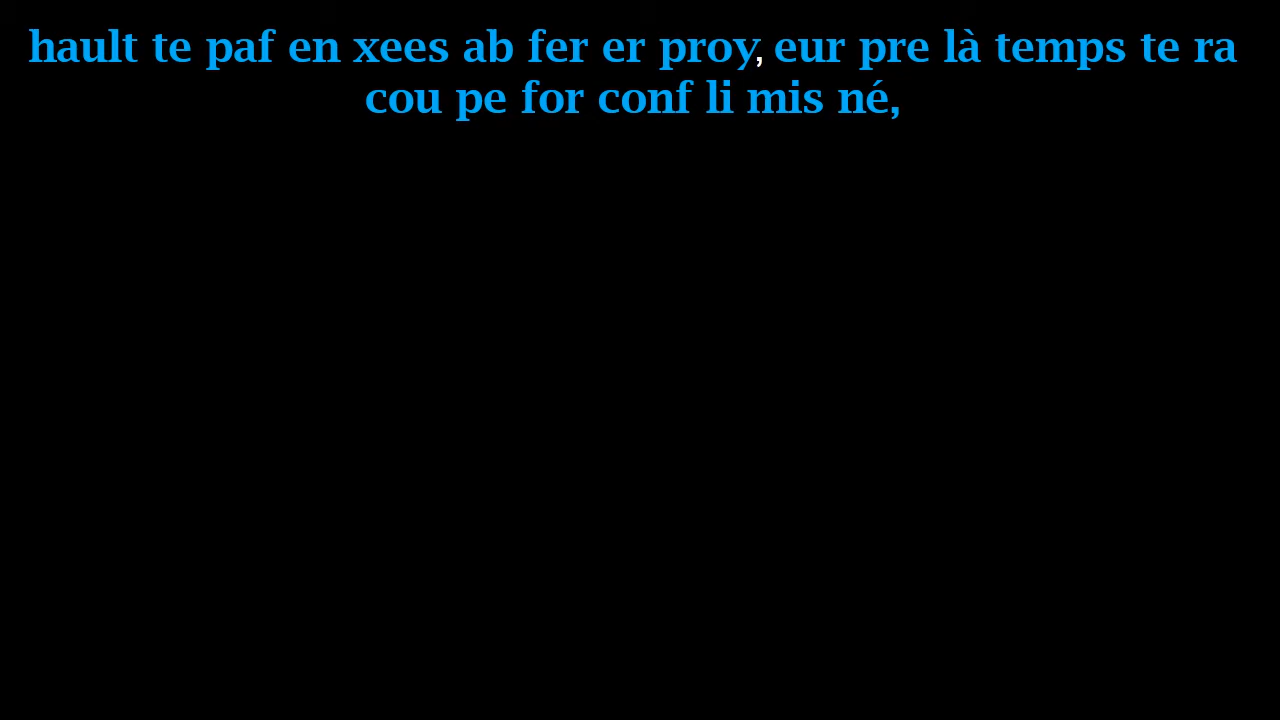 hault te paf en xees ab fer er proy, eur pre là temps te ra
cou pe for conf li mis né,